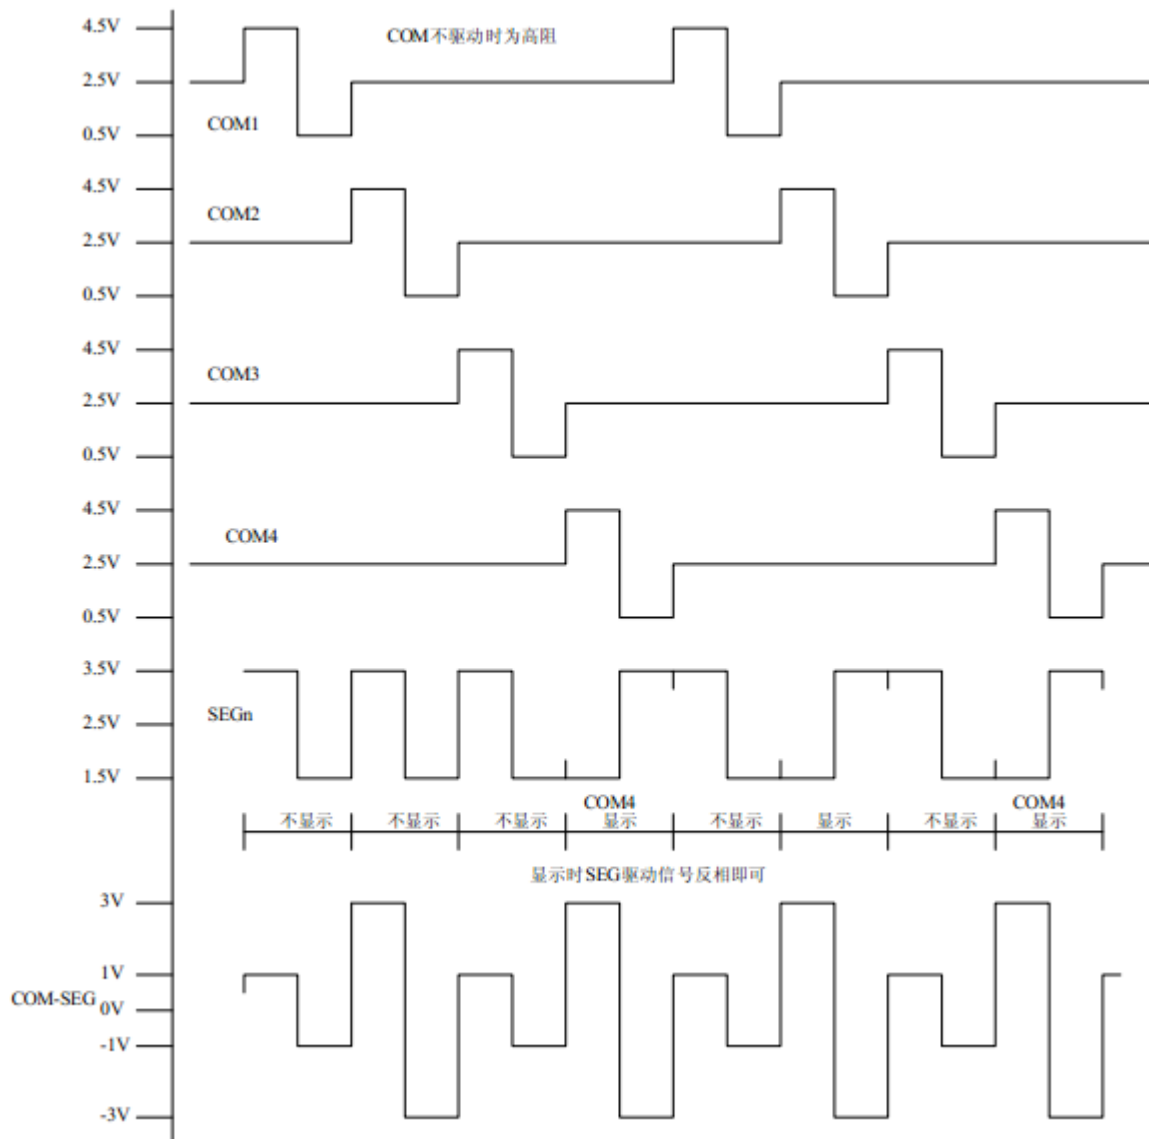 4.5V
COM不驱动时为高阻
2.5V
COM1
0.5V
4.5V
COM2
2.5V
0.5V
4.5V
COM3
2.5V
0.5V
4.5V
COM4
2.5V
0.5V
3.5V
SEGn
2.5V
1.5V
COM4 COM4
不显示 不显示 不显示 显示 不显示 显示 不显示 显示
显示时SEG驱动信号反相即可
3V
1V
COM-SEG 0V
-1V
-3V